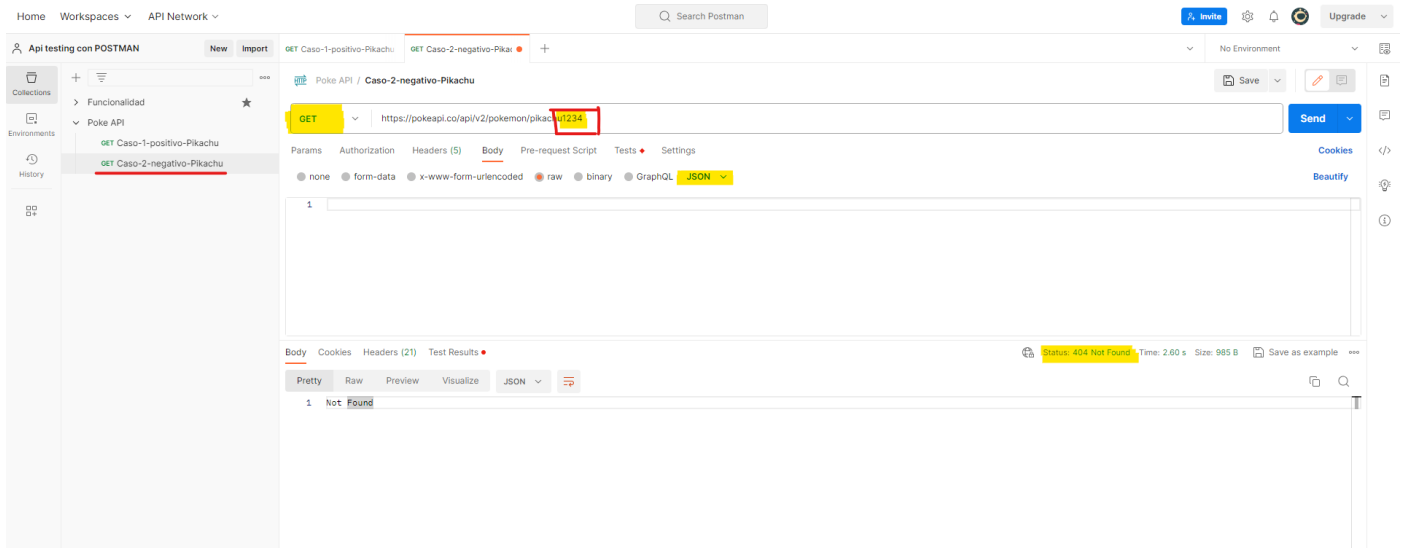 Home Workspaces API Network Search Postman Invite Upgrade
Api testing con POSTMAN New Import GET Caso-1-positivo-Pikachu GET Caso-2-negativo-Pikac No Environment
Collections
Environments
History
Funcionalidad
Poke API
GET Caso-1-positivo-Pikachu
GET Caso-2-negativo-Pikachu
HTTP Poke API / Caso-2-negativo-Pikachu Save
GET https://pokeapi.co/api/v2/pokemon/pikachu1234 Send
Params Authorization Headers (5) Body Pre-request Script Tests Settings Cookies
none form-data x-www-form-urlencoded raw binary GraphQL JSON Beautify
1
Body Cookies Headers (21) Test Results Status: 404 Not Found Time: 2.60 s Size: 985 B Save as example
Pretty Raw Preview Visualize JSON
1 Not Found